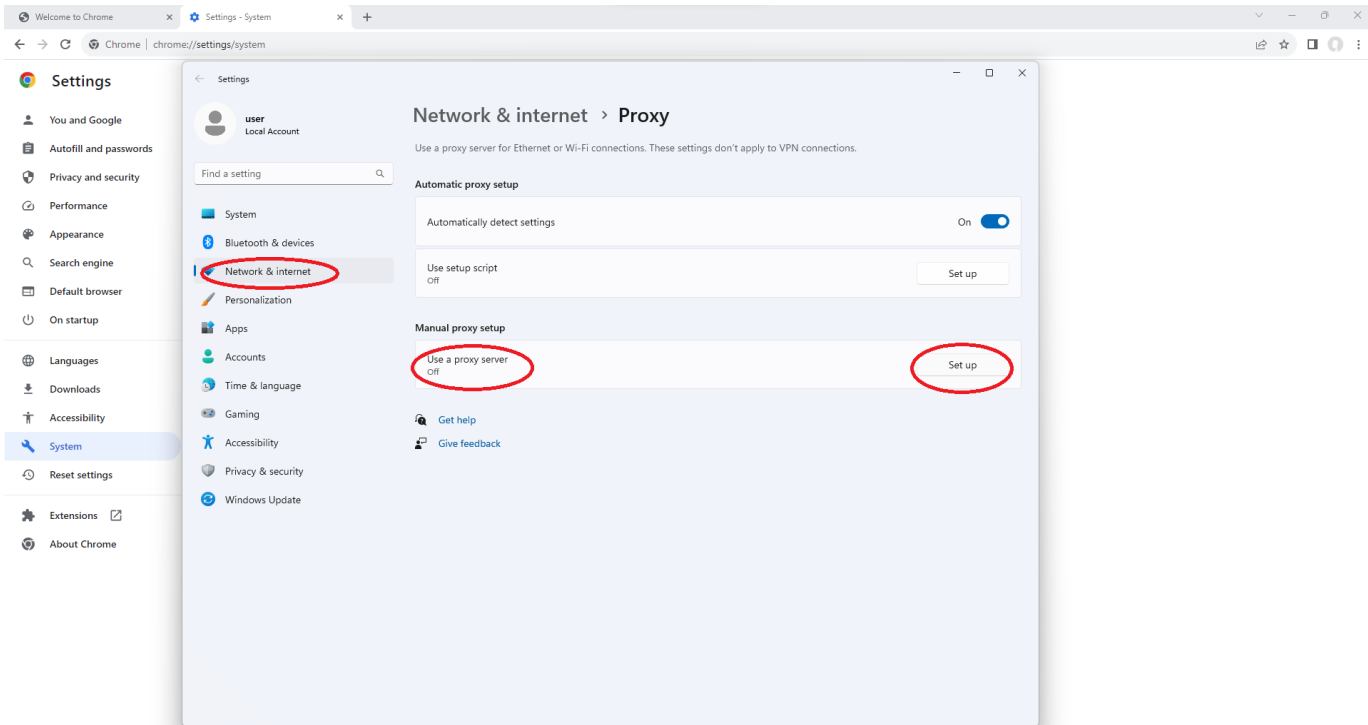 Welcome to Chrome
Settings - System
Chrome | chrome://settings/system
Settings
You and Google
Autofill and passwords
Privacy and security
Performance
Appearance
Search engine
Default browser
On startup
Languages
Downloads
Accessibility
System
Reset settings
Extensions
About Chrome
Settings
user
Local Account
Find a setting
System
Bluetooth & devices
Network & internet
Personalization
Apps
Accounts
Time & language
Gaming
Accessibility
Privacy & security
Windows Update
Network & internet > Proxy
Use a proxy server for Ethernet or Wi-Fi connections. These settings don't apply to VPN connections.
Automatic proxy setup
Automatically detect settings
On
Use setup script
Off
Set up
Manual proxy setup
Use a proxy server
Off
Set up
Get help
Give feedback